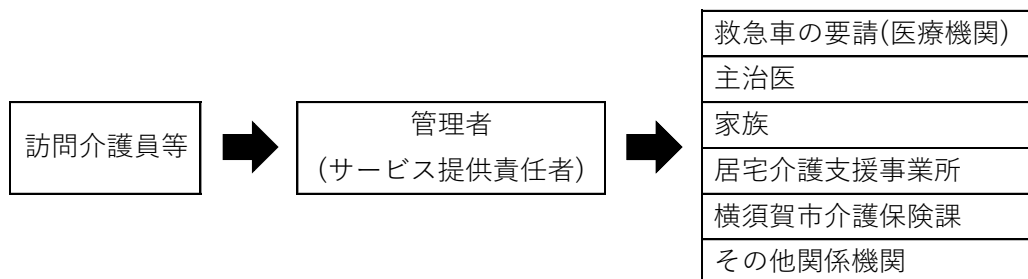 訪問介護員等
管理者
(サービス提供責任者)
救急車の要請(医療機関)
主治医
家族
居宅介護支援事業所
横須賀市介護保険課
その他関係機関